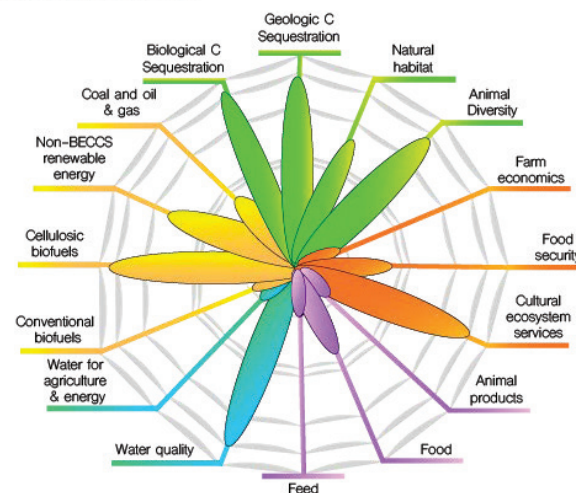 Geologic C
Sequestration
Natural
habitat
Animal
Diversity
Farm
economics
Food
security
Cultural
ecosystem
services
Animal
products
Food
Feed
Water quality
Water for
agriculture
& energy
Conventional
biofuels
Cellulosic
biofuels
Non-BECCS
renewable
energy
Coal and oil
& gas
Biological C
Sequestration